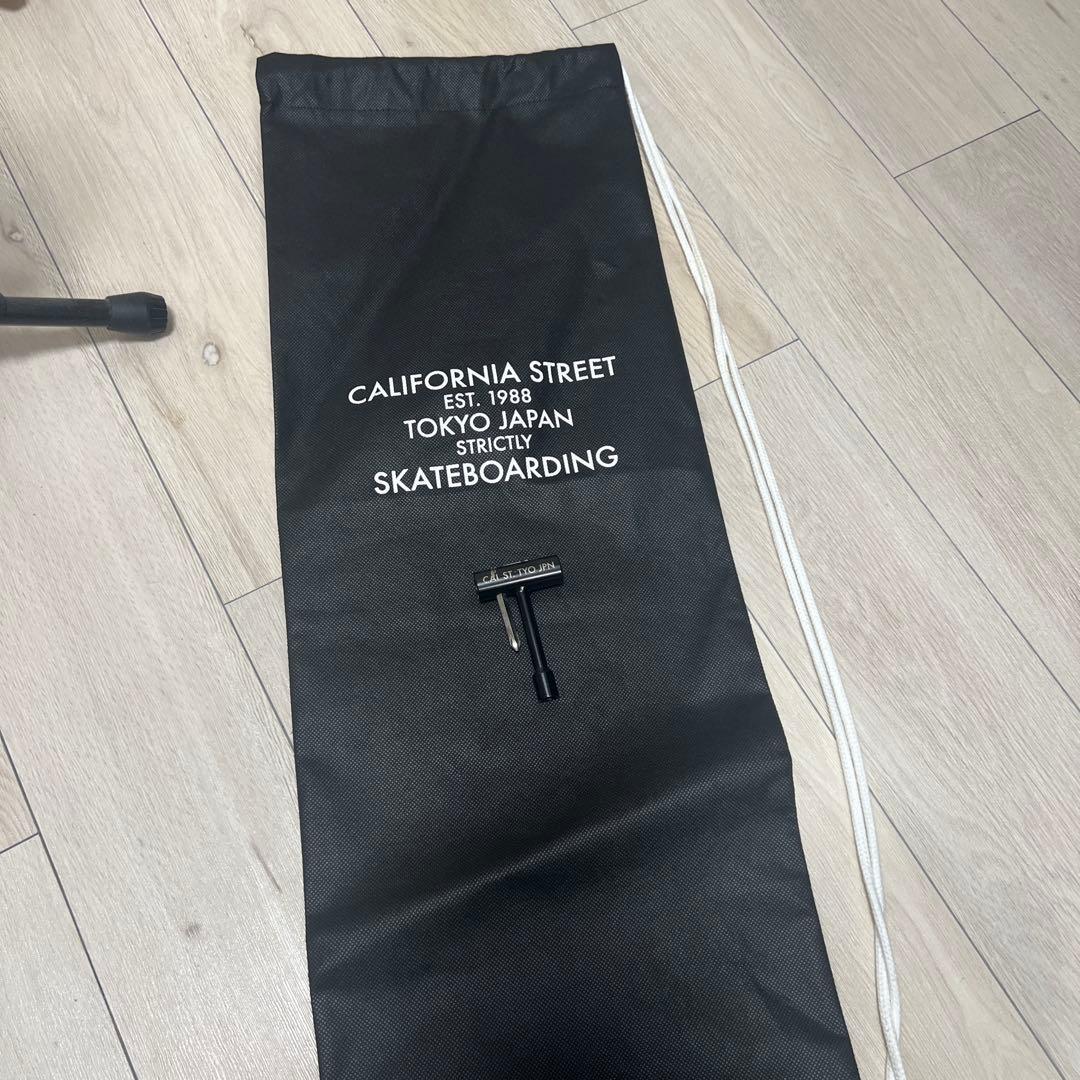 CALIFORNIA STREET
EST. 1988
TOKYO JAPAN
STRICTLY
SKATEBOARDING
CAL ST. TYO JPN